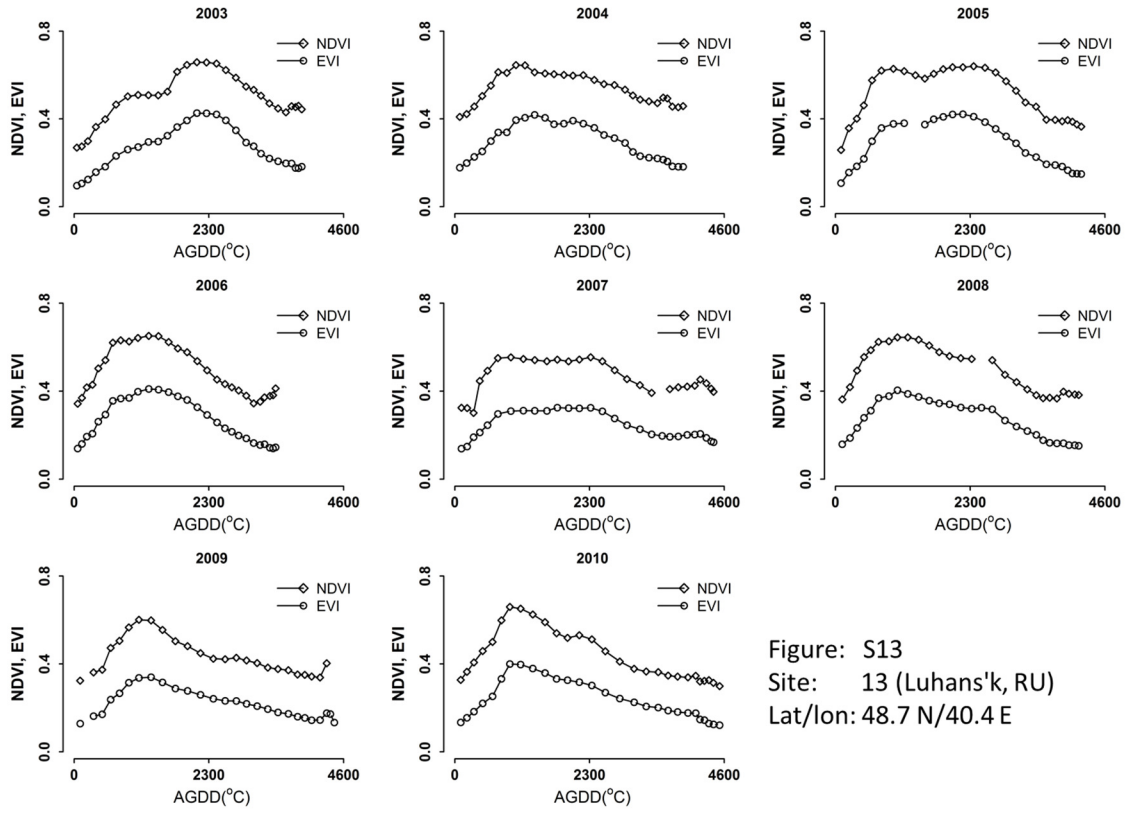 2003
2004
2005
NDVI, EVI
0.8
0.4
0.0
NDVI
EVI
0
2300
4600
AGDD(°C)
NDVI, EVI
0.8
0.4
0.0
NDVI
EVI
0
2300
4600
AGDD(°C)
NDVI, EVI
0.8
0.4
0.0
NDVI
EVI
0
2300
4600
AGDD(°C)
2006
2007
2008
NDVI, EVI
0.8
0.4
0.0
NDVI
EVI
0
2300
4600
AGDD(°C)
NDVI, EVI
0.8
0.4
0.0
NDVI
EVI
0
2300
4600
AGDD(°C)
NDVI, EVI
0.8
0.4
0.0
NDVI
EVI
0
2300
4600
AGDD(°C)
2009
2010
NDVI, EVI
0.8
0.4
0.0
NDVI
EVI
0
2300
4600
AGDD(°C)
NDVI, EVI
0.8
0.4
0.0
NDVI
EVI
0
2300
4600
AGDD(°C)
Figure: S13
Site: 13 (Luhans'k, RU)
Lat/lon: 48.7 N/40.4 E